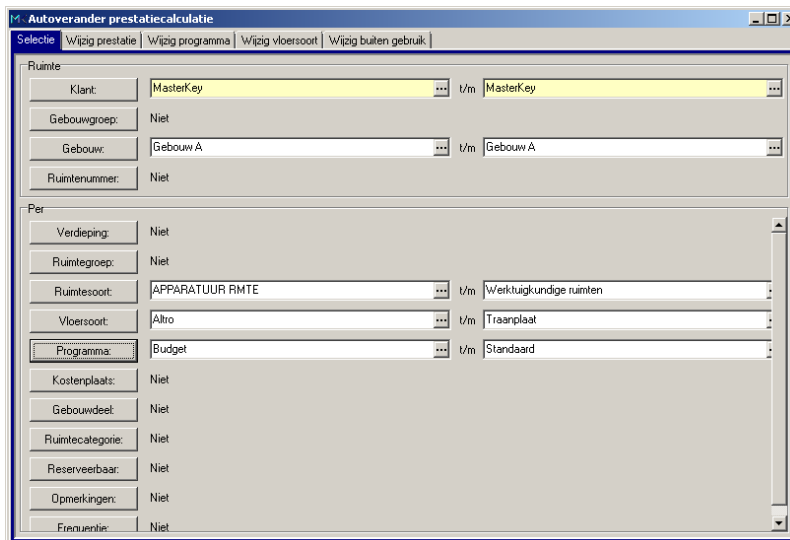 Autoverander prestatiecalculatie
Selectie Wijzig prestatie Wijzig programma Wijzig vloersoort Wijzig buiten gebruik
Ruimte
Klant: MasterKey ... t/m MasterKey ...
Gebouwgroep: Niet
Gebouw: Gebouw A ... t/m Gebouw A ...
Ruimtenummer: Niet
Per
Verdieping: Niet
Ruimtegroep: Niet
Ruimtesoort: APPARATUUR RMTE ... t/m Werktuigkundige ruimten
Vloersoort: Altro ... t/m Traanplaat
Programma: Budget ... t/m Standaard
Kostenplaats: Niet
Gebouwdeel: Niet
Ruimtecategorie: Niet
Reserveerbaar: Niet
Opmerkingen: Niet
Frequentie: Niet